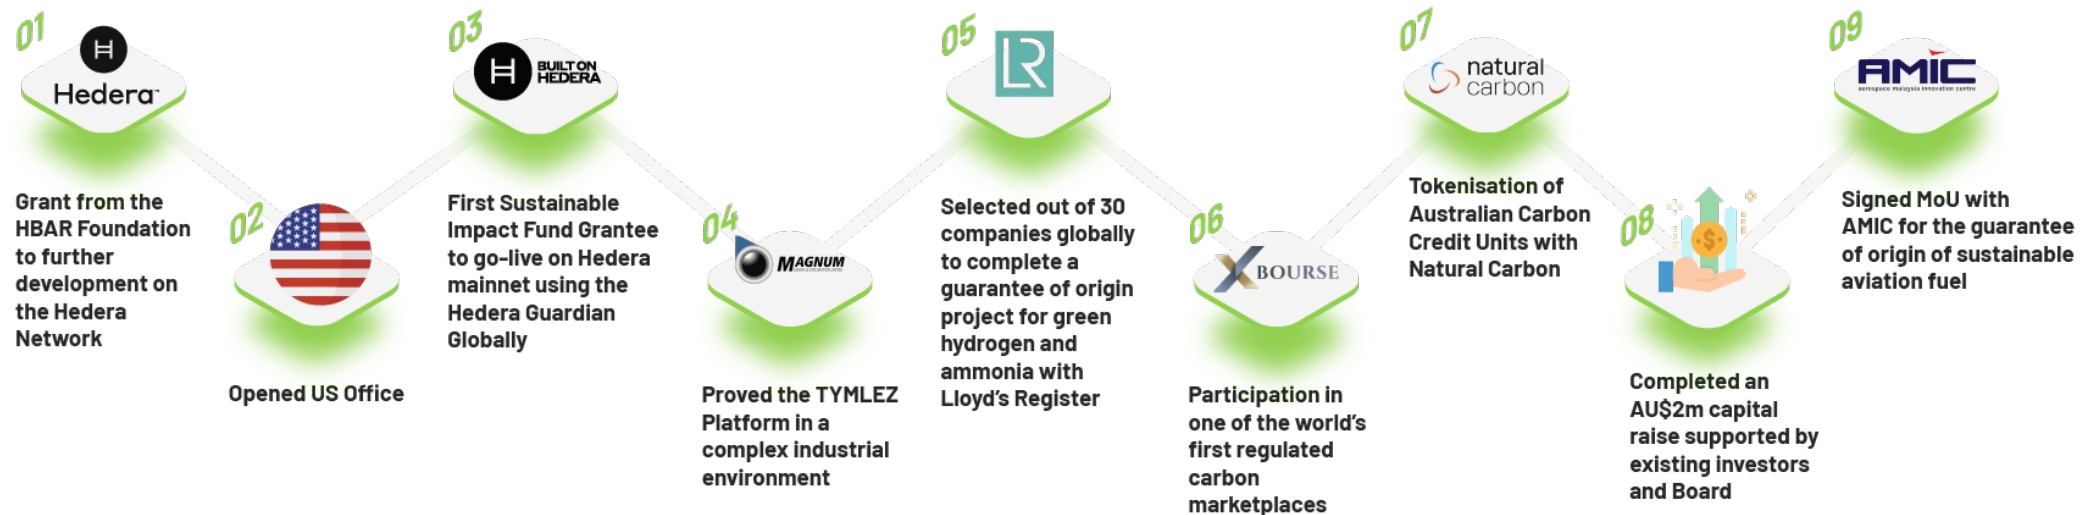 01
Hedera
Grant from the
HBAR Foundation
to further
development on
the Hedera
Network
02
Opened US Office
03
BUILT ON
HEDERA
First Sustainable
Impact Fund Grantee
to go-live on Hedera
mainnet using the
Hedera Guardian
Globally
04
MAGNUM
Proved the TYMLEZ
Platform in a
complex industrial
environment
05
LR
Selected out of 30
companies globally
to complete a
guarantee of origin
project for green
hydrogen and
ammonia with
Lloyd's Register
06
X BOURSE
Participation in
one of the world's
first regulated
carbon
marketplaces
07
natural
carbon
Tokenisation of
Australian Carbon
Credit Units with
Natural Carbon
08
$
Completed an
AU$2m capital
raise supported by
existing investors
and Board
09
AMIC
aerospace malaysia innovation centre
Signed MoU with
AMIC for the guarantee
of origin of sustainable
aviation fuel